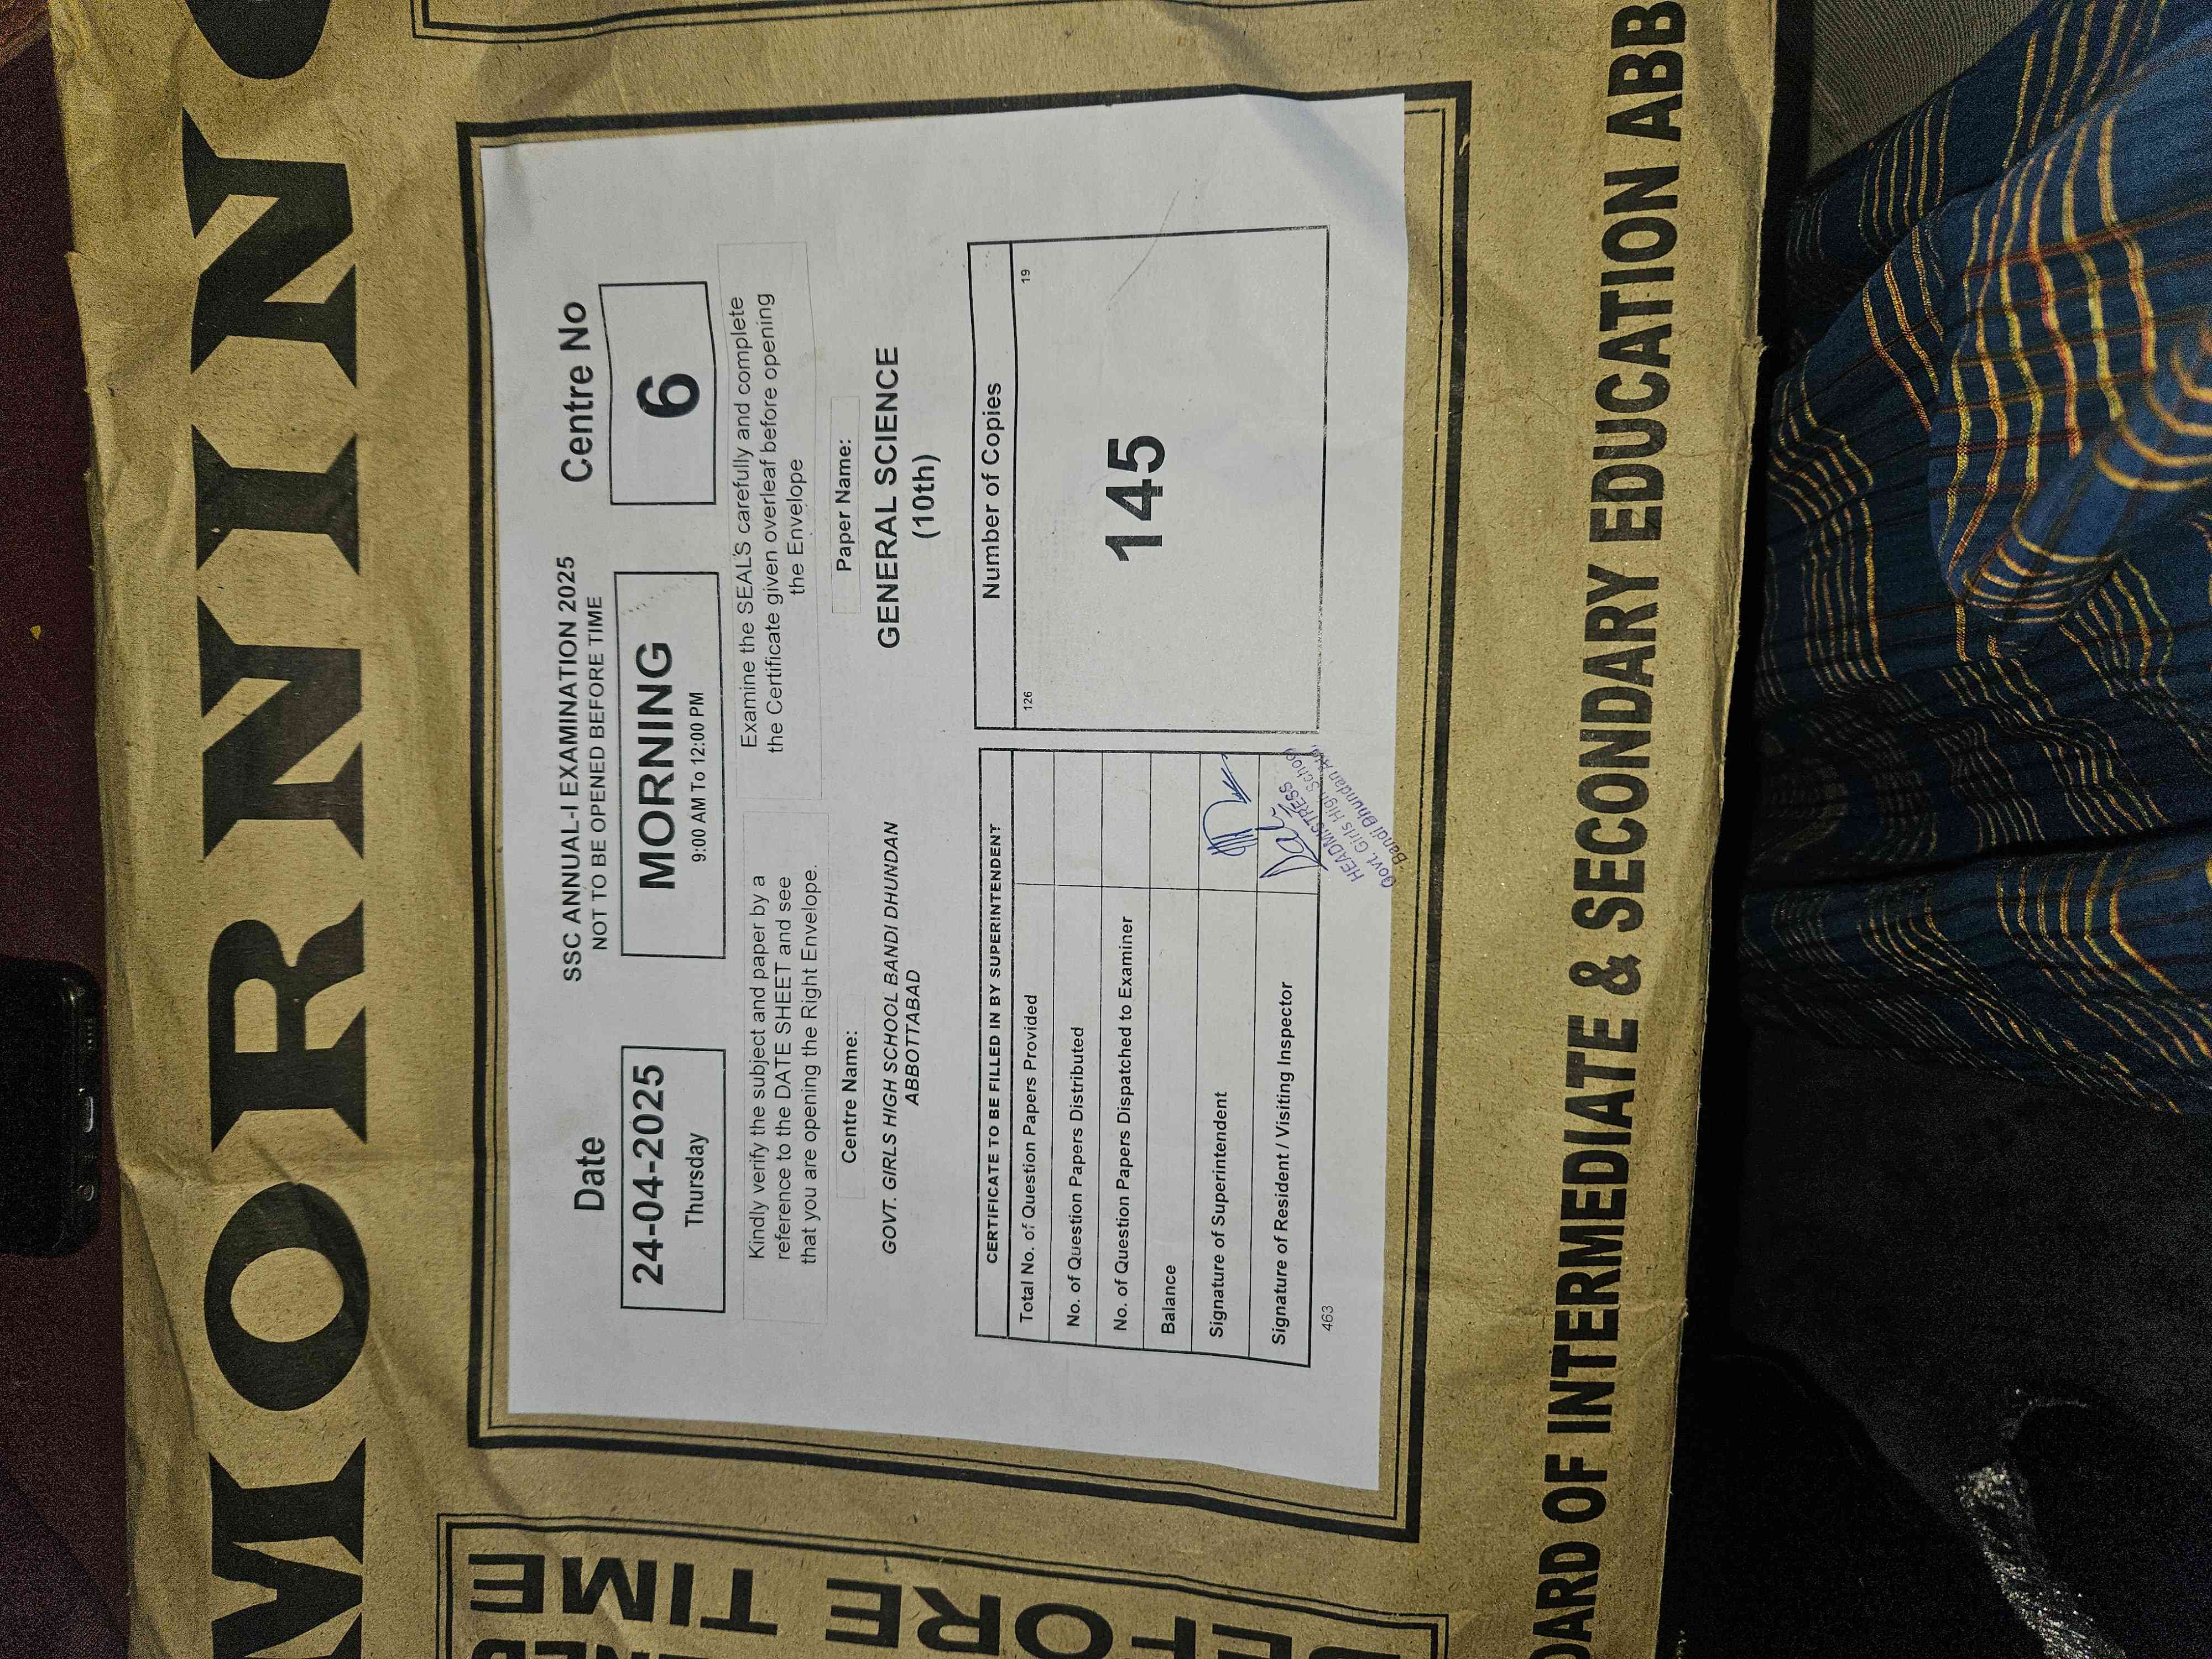 MORNIN
SSC ANNUAL-I EXAMINATION 2025
NOT TO BE OPENED BEFORE TIME
Date
24-04-2025
Thursday
MORNING
9:00 AM To 12:00 PM
Centre No
6
Kindly verify the subject and paper by a
reference to the DATE SHEET and see
that you are opening the Right Envelope.
Examine the SEAL'S carefully and complete
the Certificate given overleaf before opening
the Envelope
Centre Name:
GOVT. GIRLS HIGH SCHOOL BANDI DHUNDAN
ABBOTTABAD
Paper Name:
GENERAL SCIENCE
(10th)
CERTIFICATE TO BE FILLED IN BY SUPERINTENDENT
Total No. of Question Papers Provided
No. of Question Papers Distributed
No. of Question Papers Dispatched to Examiner
Balance
Signature of Superintendent
Signature of Resident / Visiting Inspector
Number of Copies
126 19
145
HEADMISTRESS
Govt. Girls High School
Bandi Dhundan
463
OARD OF INTERMEDIATE & SECONDARY EDUCATION ABB
FORE
TIME